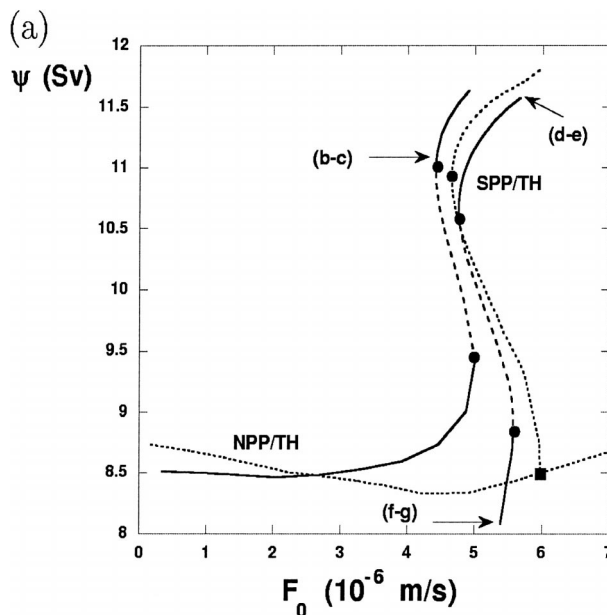 (a)
ψ (Sv)
12
11.5
11
10.5
10
9.5
9
8.5
8
(b-c)
(d-e)
SPP/TH
NPP/TH
(f-g)
0 1 2 3 4 5 6 7
F₀ (10⁻⁶ m/s)